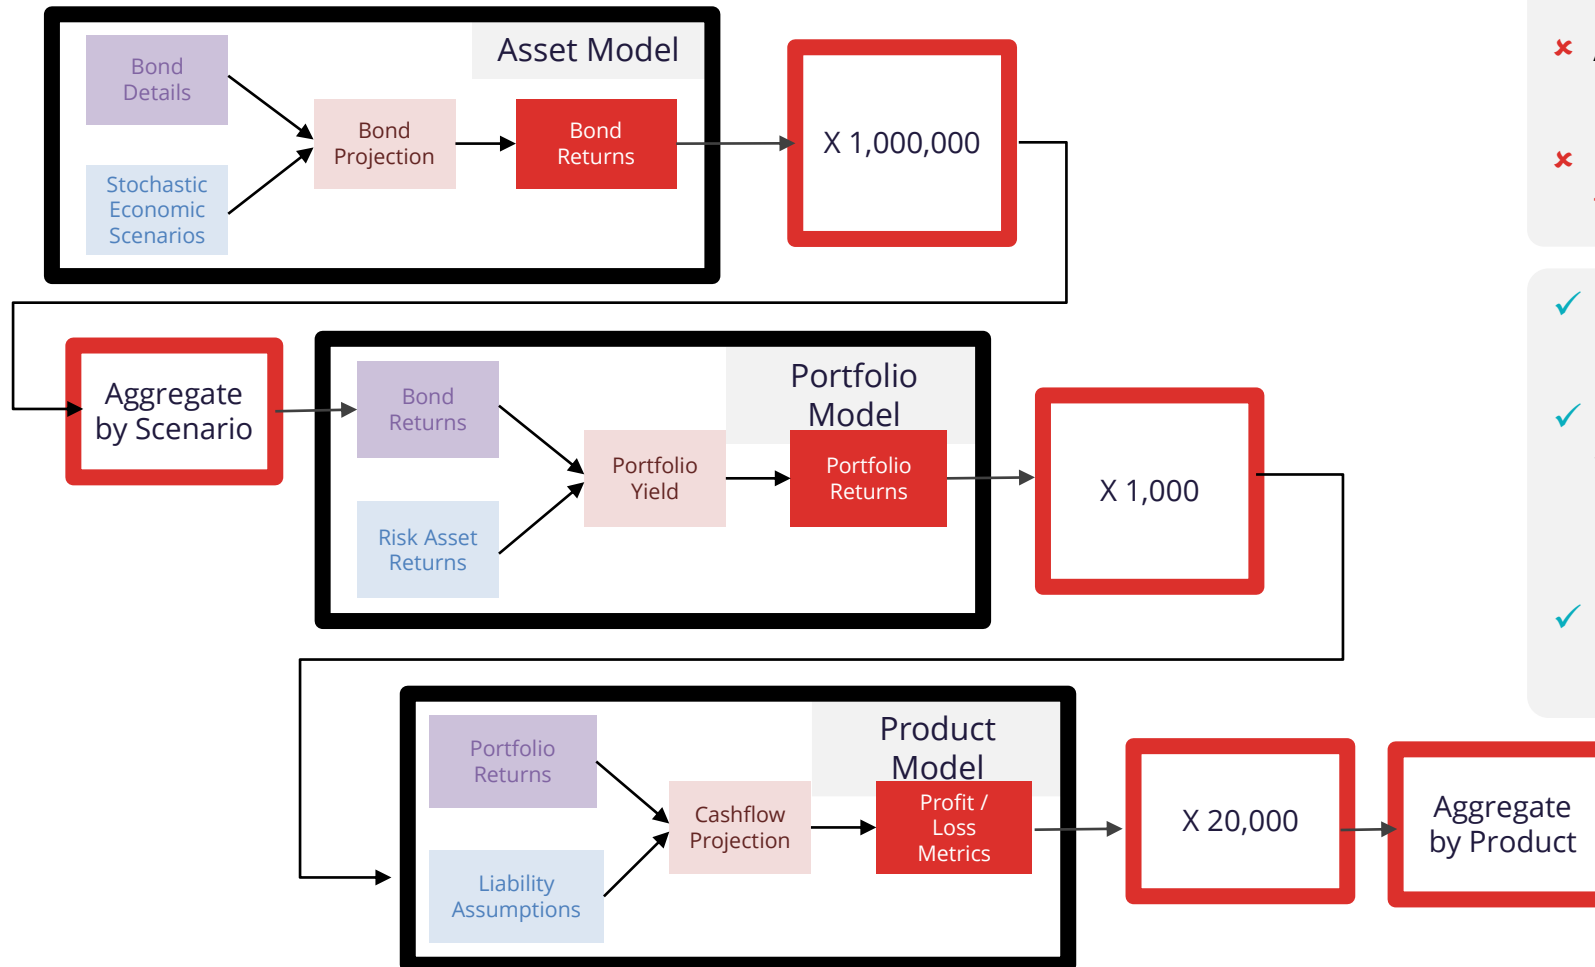 Asset Model
Bond
Details
Stochastic
Economic
Scenarios
Bond
Projection
Bond
Returns
X 1,000,000
Aggregate
by Scenario
Portfolio
Model
Bond
Returns
Risk Asset
Returns
Portfolio
Yield
Portfolio
Returns
X 1,000
Product
Model
Portfolio
Returns
Liability
Assumptions
Cashflow
Projection
Profit /
Loss
Metrics
X 20,000
Aggregate
by Product